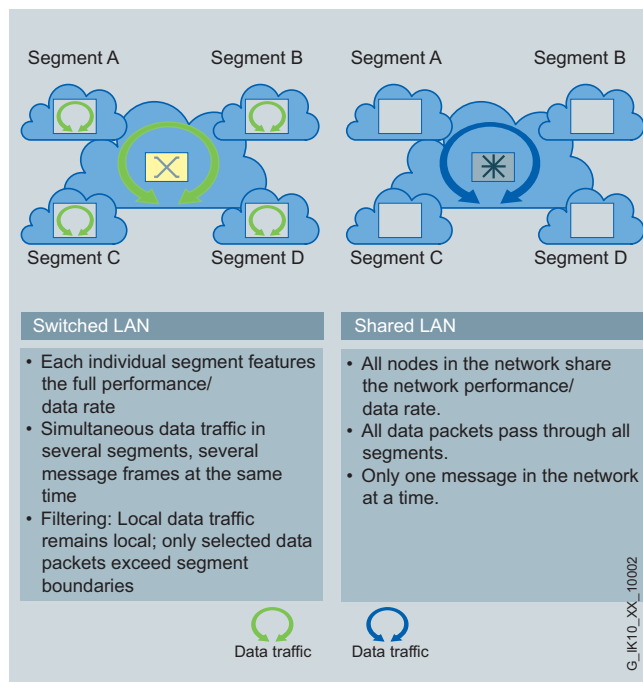 Segment A
Segment B
Segment C
Segment D
Segment A
Segment B
Segment C
Segment D
Switched LAN
• Each individual segment features
the full performance/
data rate
• Simultaneous data traffic in
several segments, several
message frames at the same
time
• Filtering: Local data traffic
remains local; only selected data
packets exceed segment
boundaries
Shared LAN
• All nodes in the network share
the network performance/
data rate.
• All data packets pass through all
segments.
• Only one message in the network
at a time.
Data traffic
Data traffic
G_IK10_XX_10002